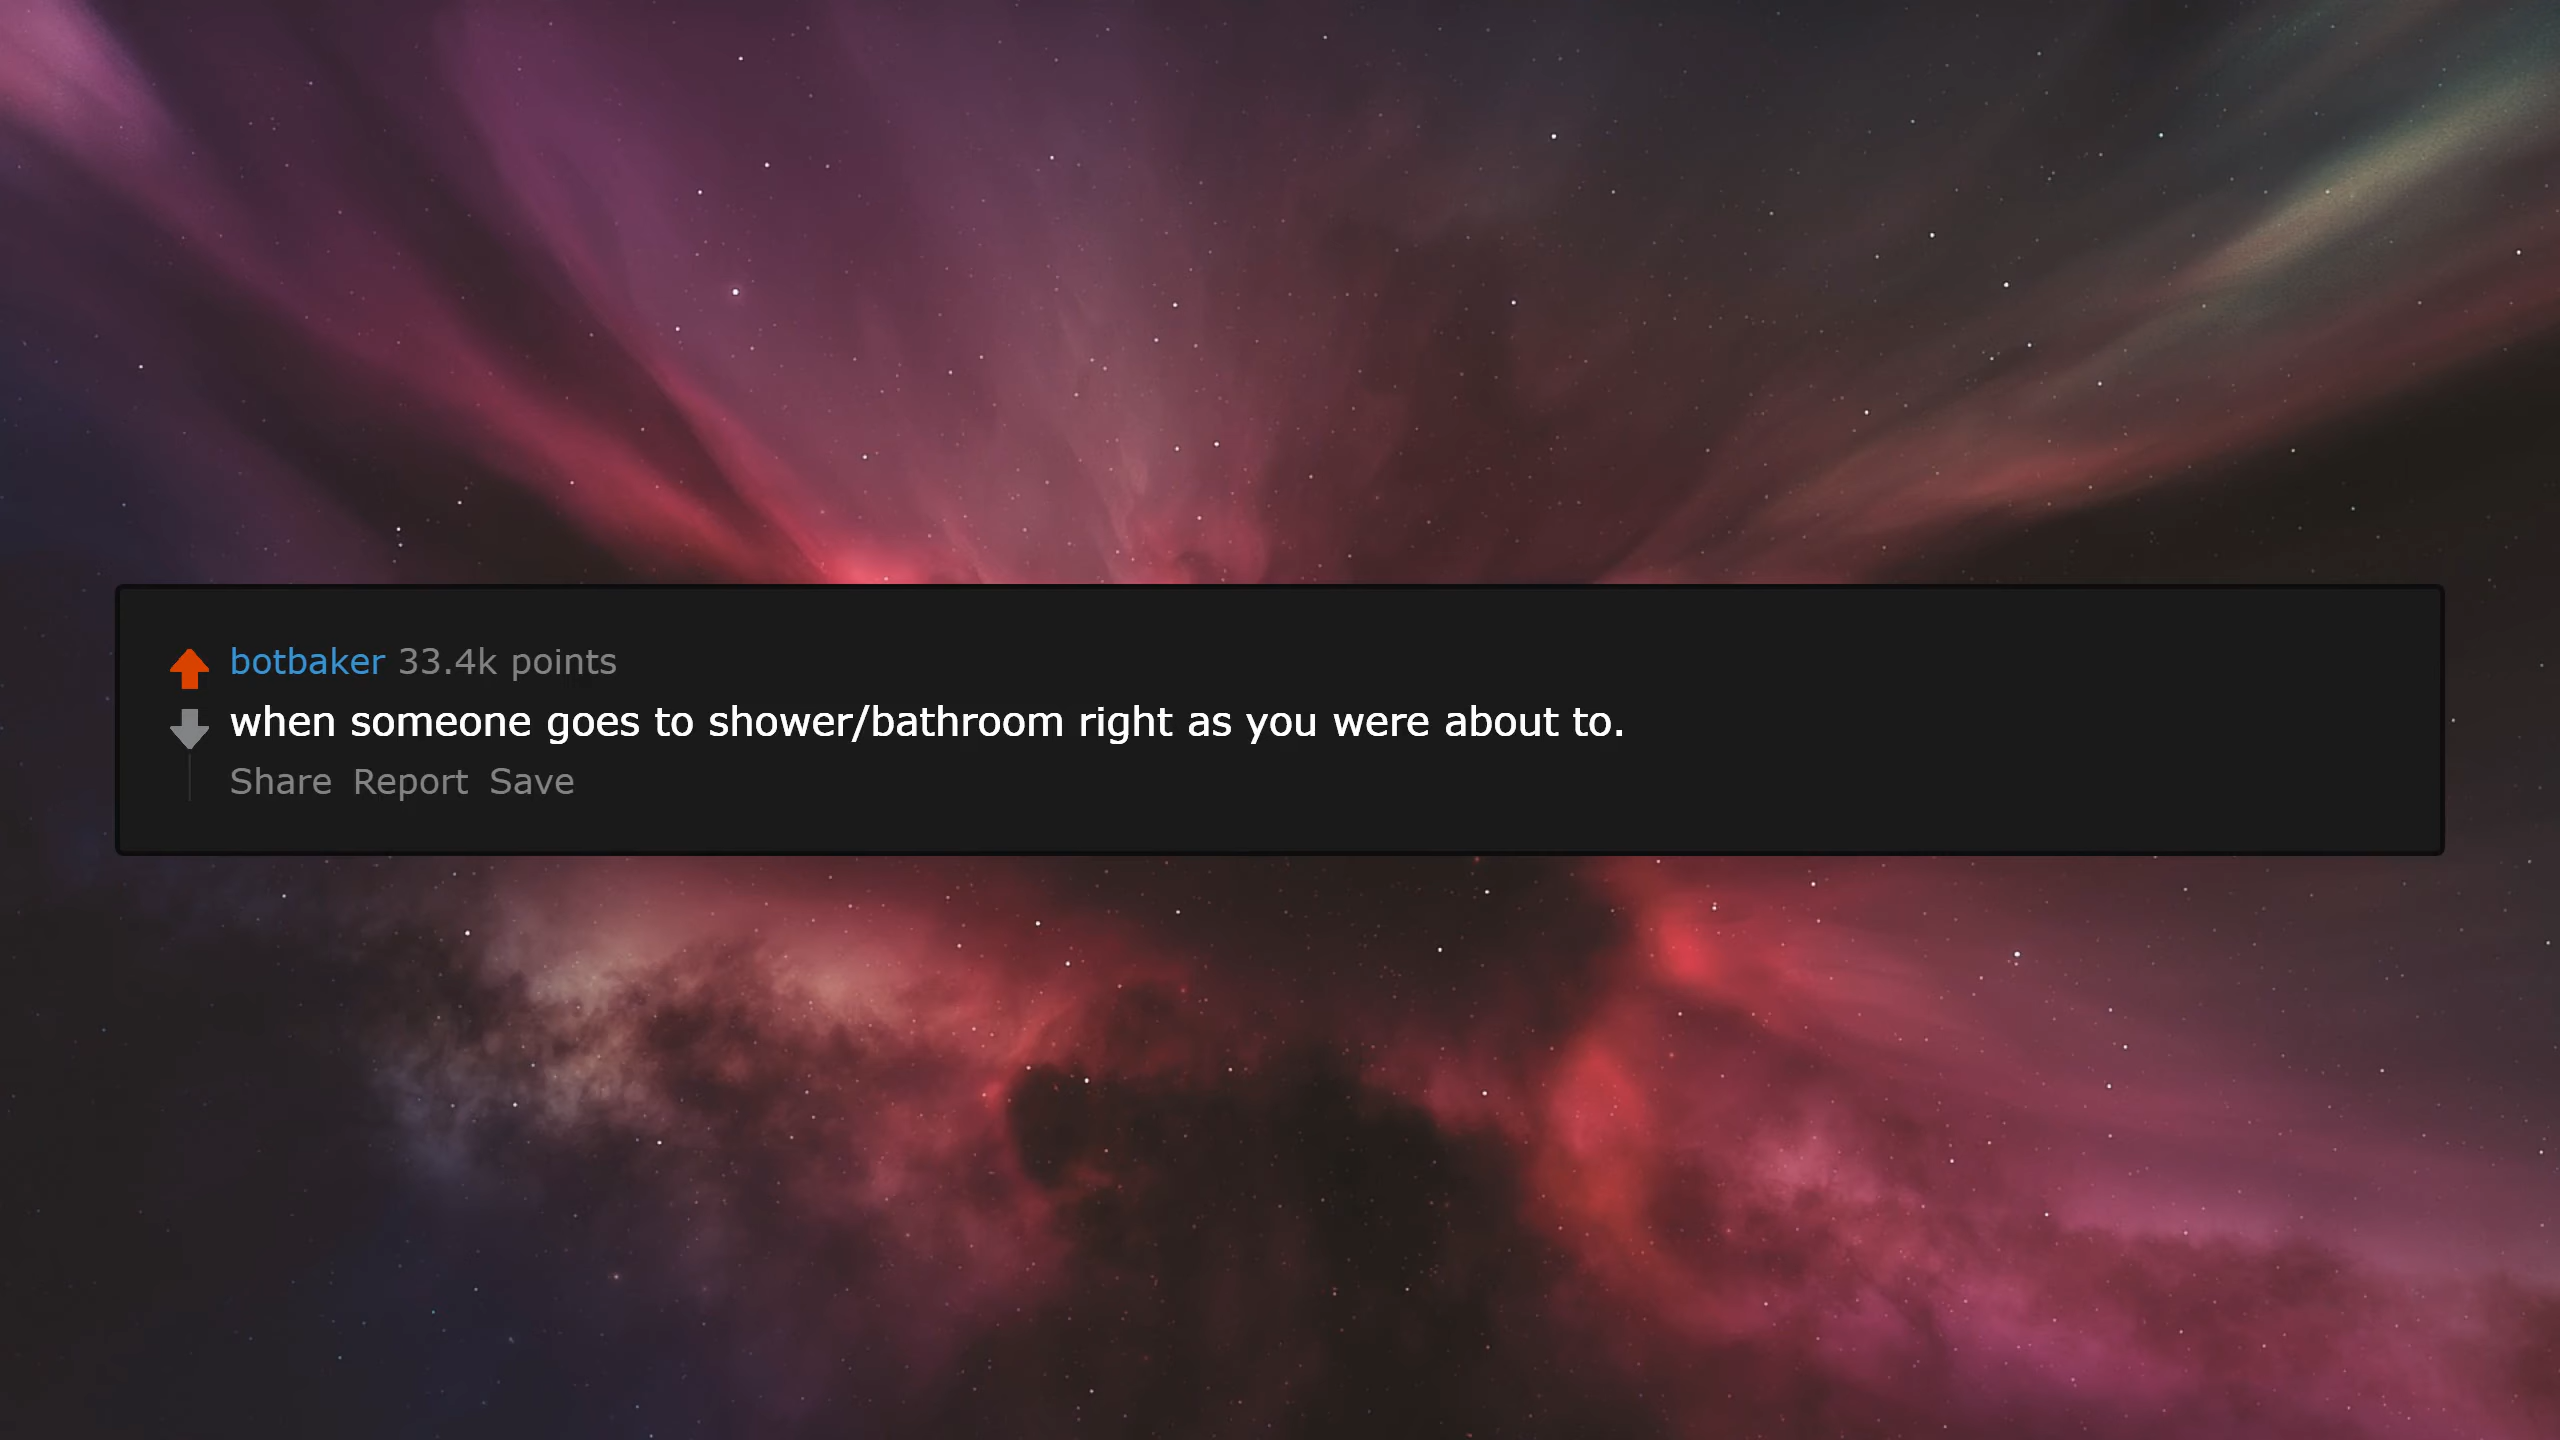 botbaker 33.4k points
when someone goes to shower/bathroom right as you were about to.
Share Report Save